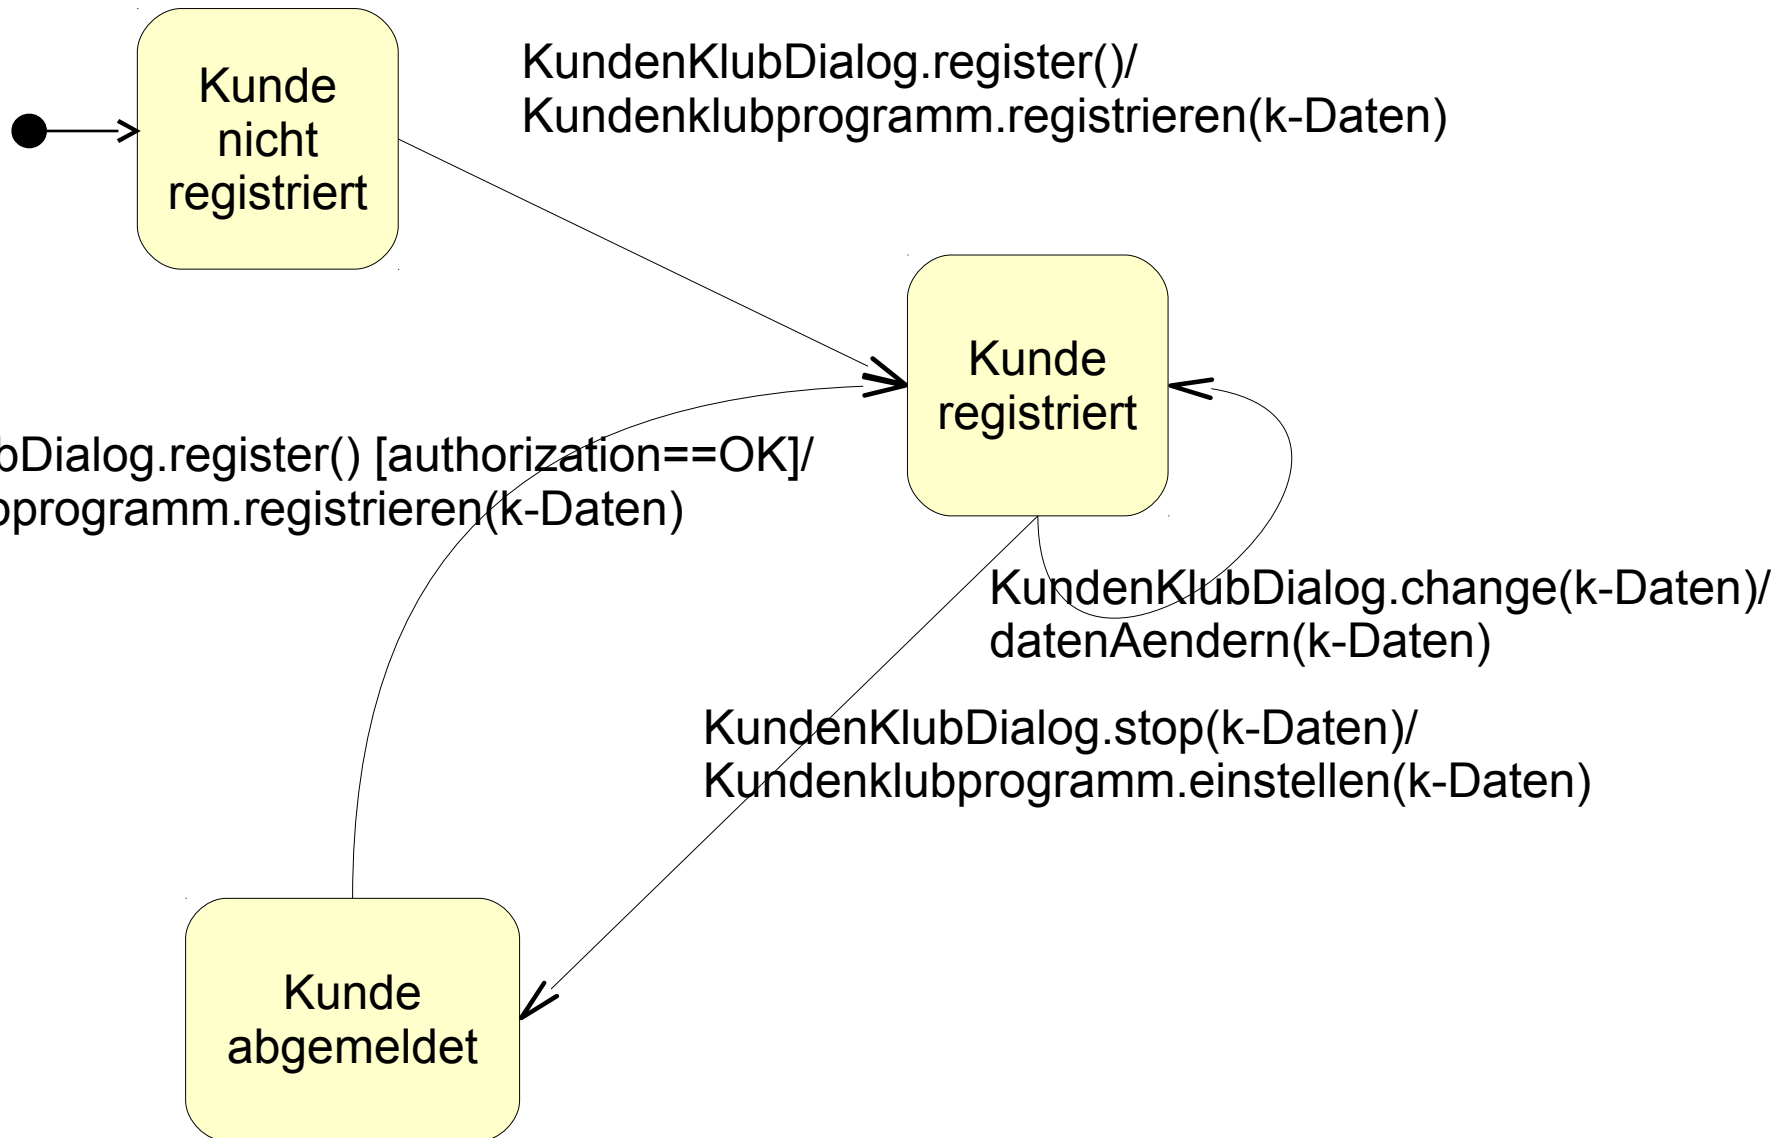 Kunde
nicht
registriert
KundenKlubDialog.register()/
Kundenklubprogramm.registrieren(k-Daten)
Kunde
registriert
bDialog.register() [authorization==OK]/
programm.registrieren(k-Daten)
KundenKlubDialog.change(k-Daten)/
datenAendern(k-Daten)
KundenKlubDialog.stop(k-Daten)/
Kundenklubprogramm.einstellen(k-Daten)
Kunde
abgemeldet